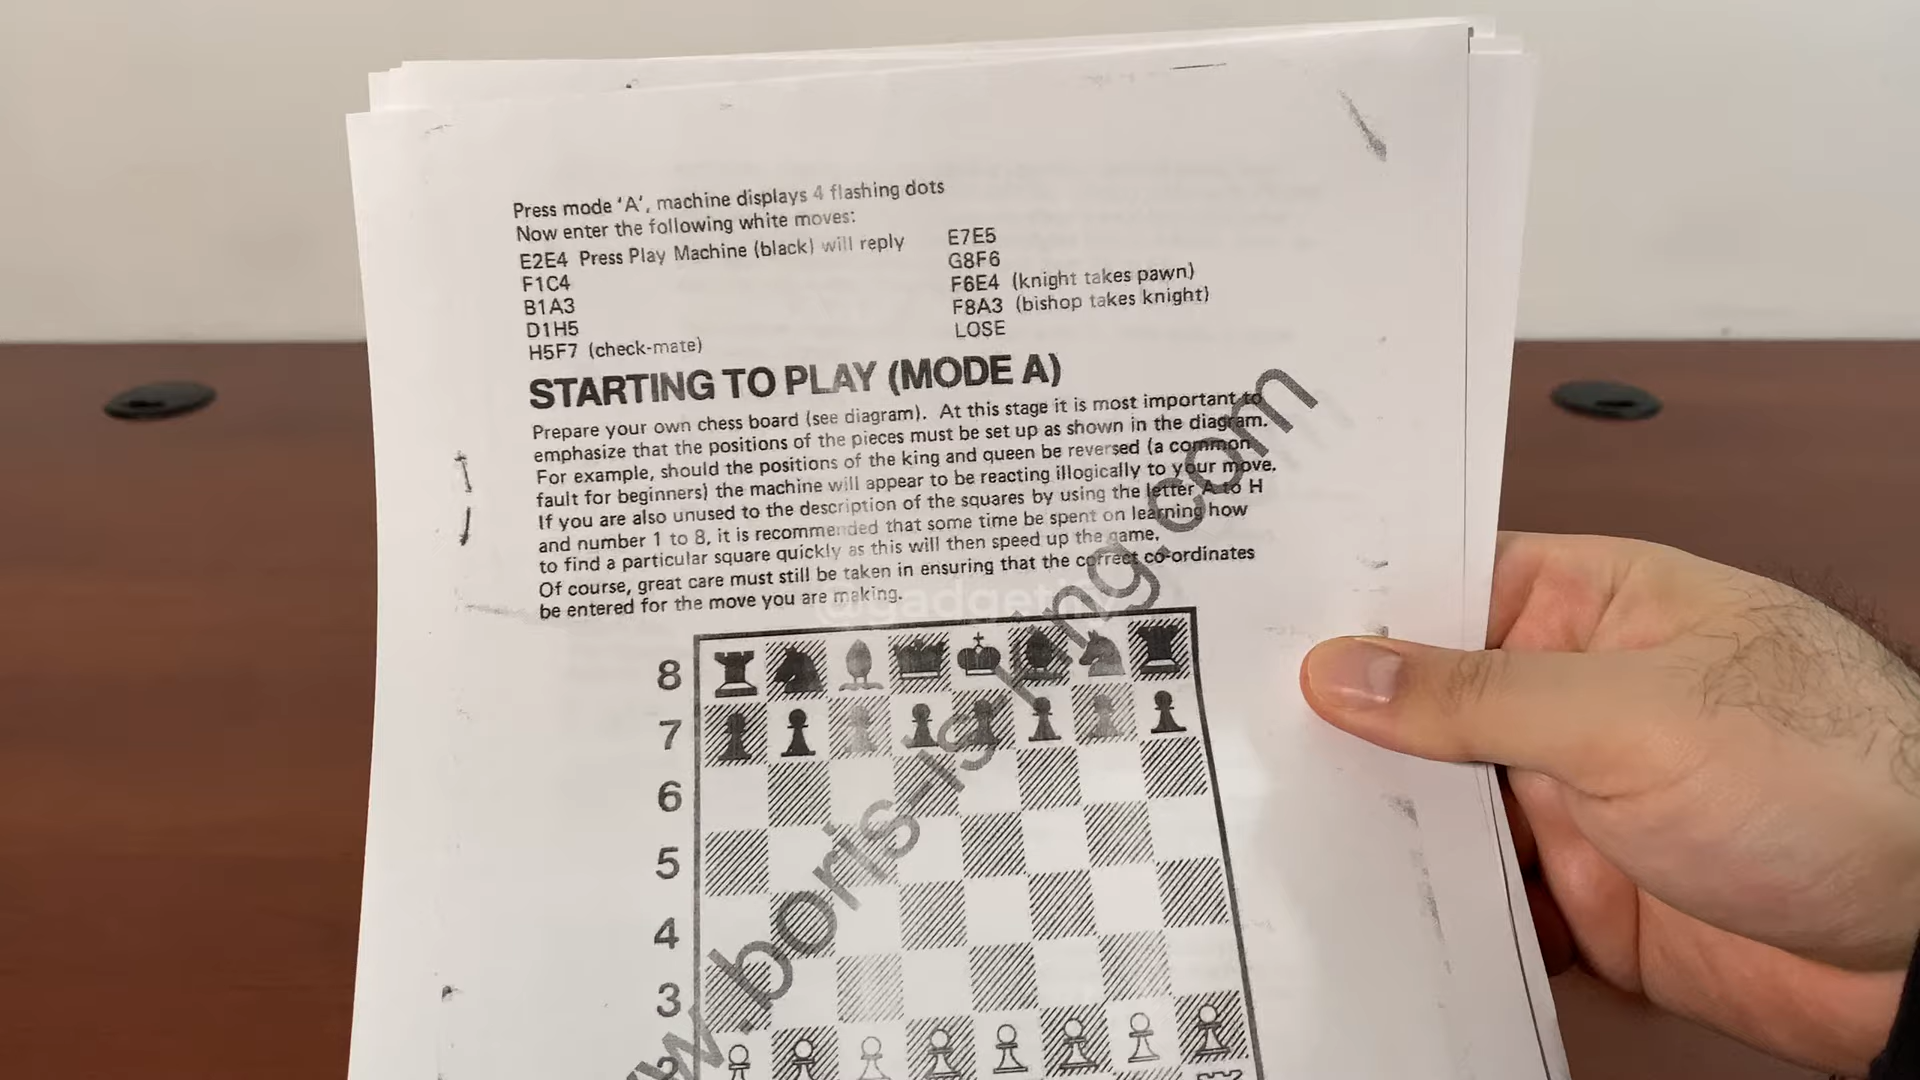 Press mode 'A', machine displays 4 flashing dots
Now enter the following white moves:
E2E4 Press Play Machine (black) will reply E7E5
F1C4 G8F6
B1A3 F6E4 (knight takes pawn)
D1H5 F8A3 (bishop takes knight)
H5F7 (check-mate) LOSE
STARTING TO PLAY (MODE A)
Prepare your own chess board (see diagram). At this stage it is most important to
emphasize that the positions of the pieces must be set up as shown in the diagram.
For example, should the positions of the king and queen be reversed (a common
fault for beginners) the machine will appear to be reacting illogically to your move.
If you are also unused to the description of the squares by using the letter A to H
and number 1 to 8, it is recommended that some time be spent on learning how
to find a particular square quickly as this will then speed up the game.
Of course, great care must still be taken in ensuring that the correct co-ordinates
be entered for the move you are making.
8
7
6
5
4
3
2
w.boris-is-king.com